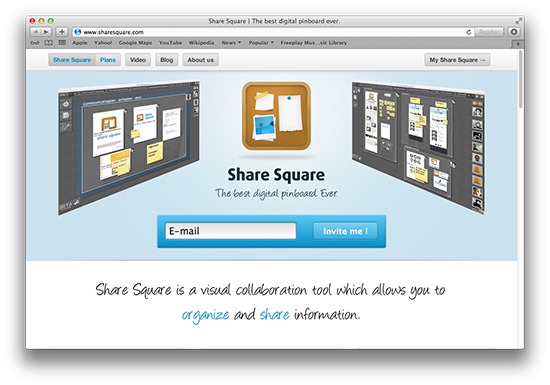 Share Square | The best digital pinboard ever.
www.sharesquare.com
Reader
Apple Yahoo! Google Maps YouTube Wikipedia News Popular Freeplay Mus...sic Library
Share Square Plans Video Blog About us My Share Square →
Share Square
The best digital pinboard. Ever.
E-mail Invite me !
Share Square is a visual collaboration tool which allows you to
organize and share information.
BETA